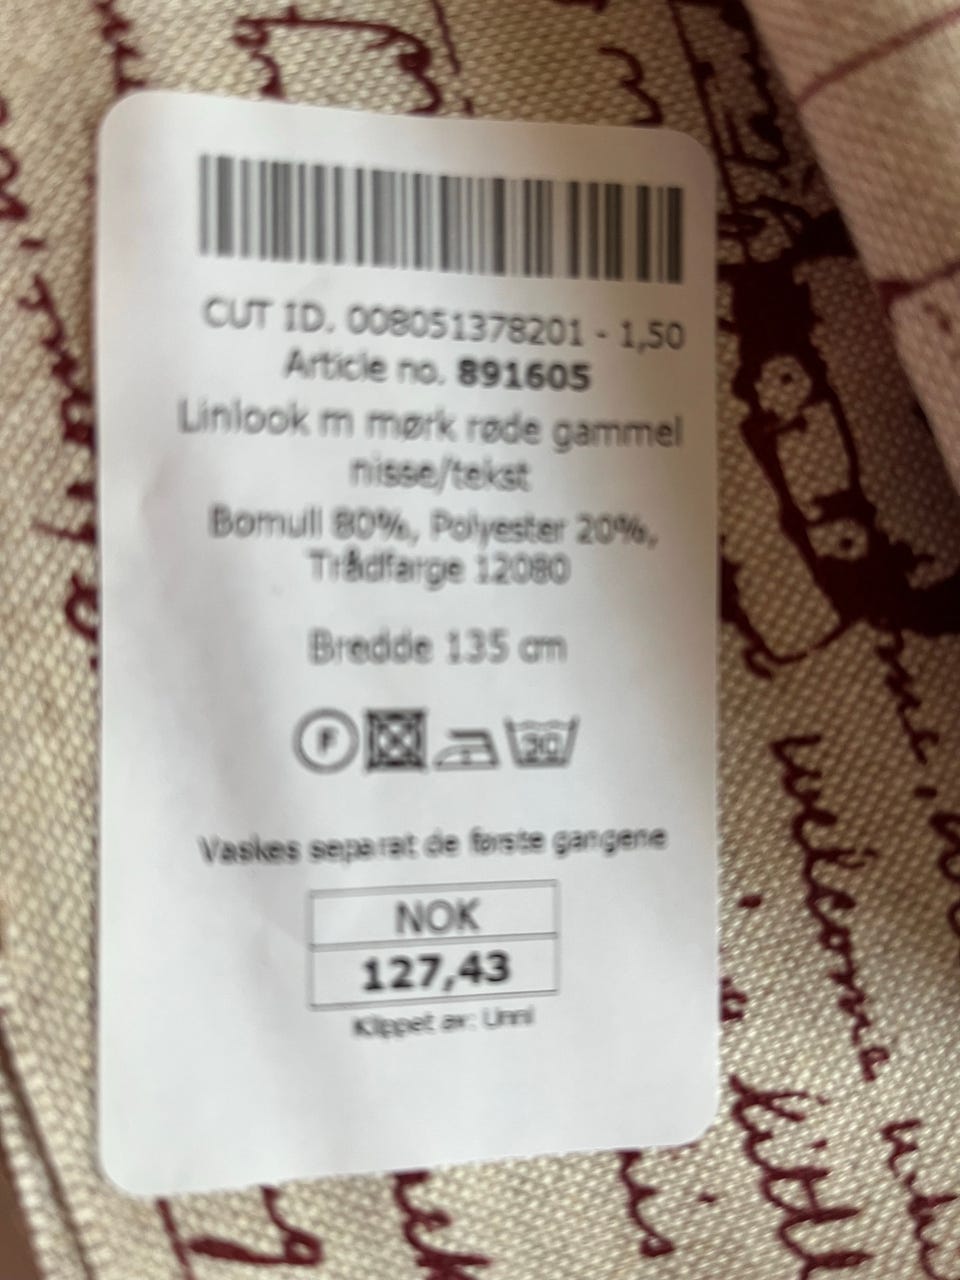 CUT ID. 008051378201 - 1,50
Article no. 891605
Linlook m mørk røde gammel
nisse/tekst
Bomull 80%, Polyester 20%,
Trådfarge 12080
Bredde 135 cm
F
Vaskes separat de første gangene
NOK
127,43
Klippet av: Unni
welcome